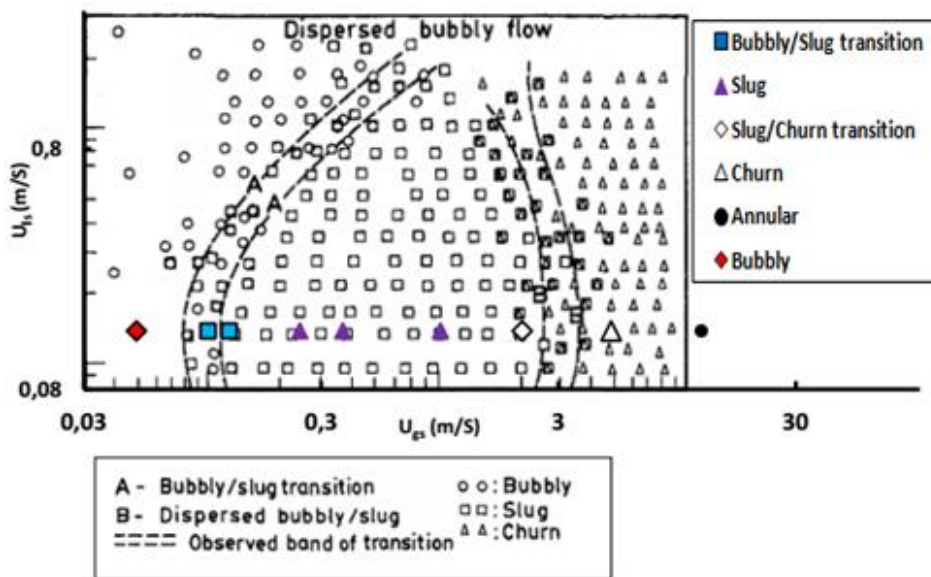 Dispersed bubbly flow
Bubbly/Slug transition
Slug
Slug/Churn transition
Churn
Annular
Bubbly
0,8
Uls (m/S)
A
A
B
B
0,08
0,03
0,3
Ugs (m/S)
3
30
A - Bubbly/slug transition
B - Dispersed bubbly/slug
Observed band of transition
: Bubbly
: Slug
: Churn